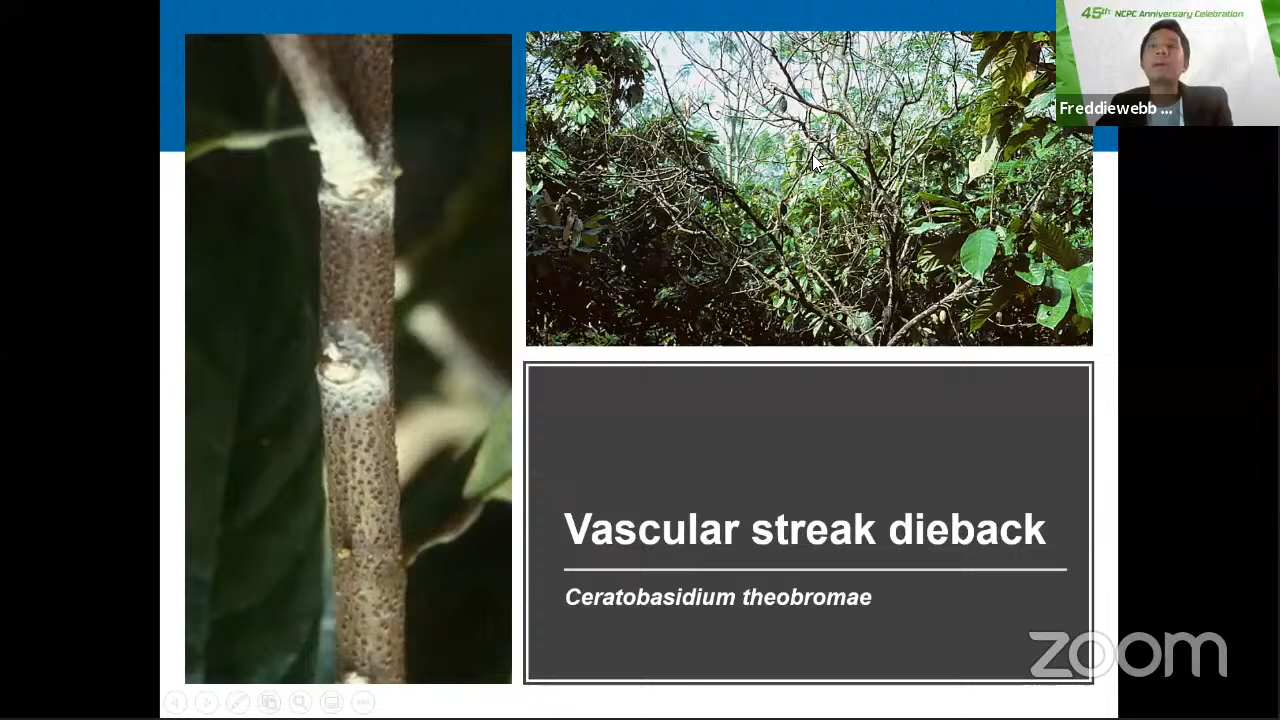 45th NCPC Anniversary Celebration
Freddiewebb ...
Vascular streak dieback
Ceratobasidium theobromae
zoom